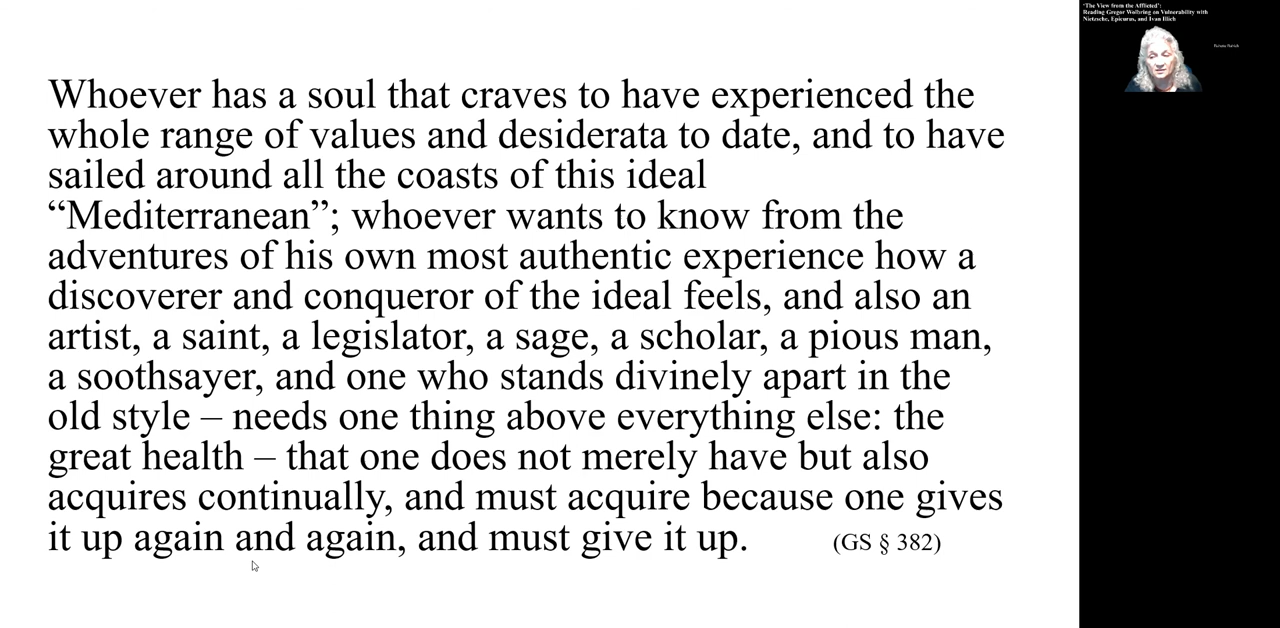 Whoever has a soul that craves to have experienced the
whole range of values and desiderata to date, and to have
sailed around all the coasts of this ideal
“Mediterranean”; whoever wants to know from the
adventures of his own most authentic experience how a
discoverer and conqueror of the ideal feels, and also an
artist, a saint, a legislator, a sage, a scholar, a pious man,
a soothsayer, and one who stands divinely apart in the
old style – needs one thing above everything else: the
great health – that one does not merely have but also
acquires continually, and must acquire because one gives
it up again and again, and must give it up. (GS § 382)
‘The View from the Afflicted’:
Reading Gregor Wolbring on Vulnerability with
Nietzsche, Epicurus, and Ivan Illich